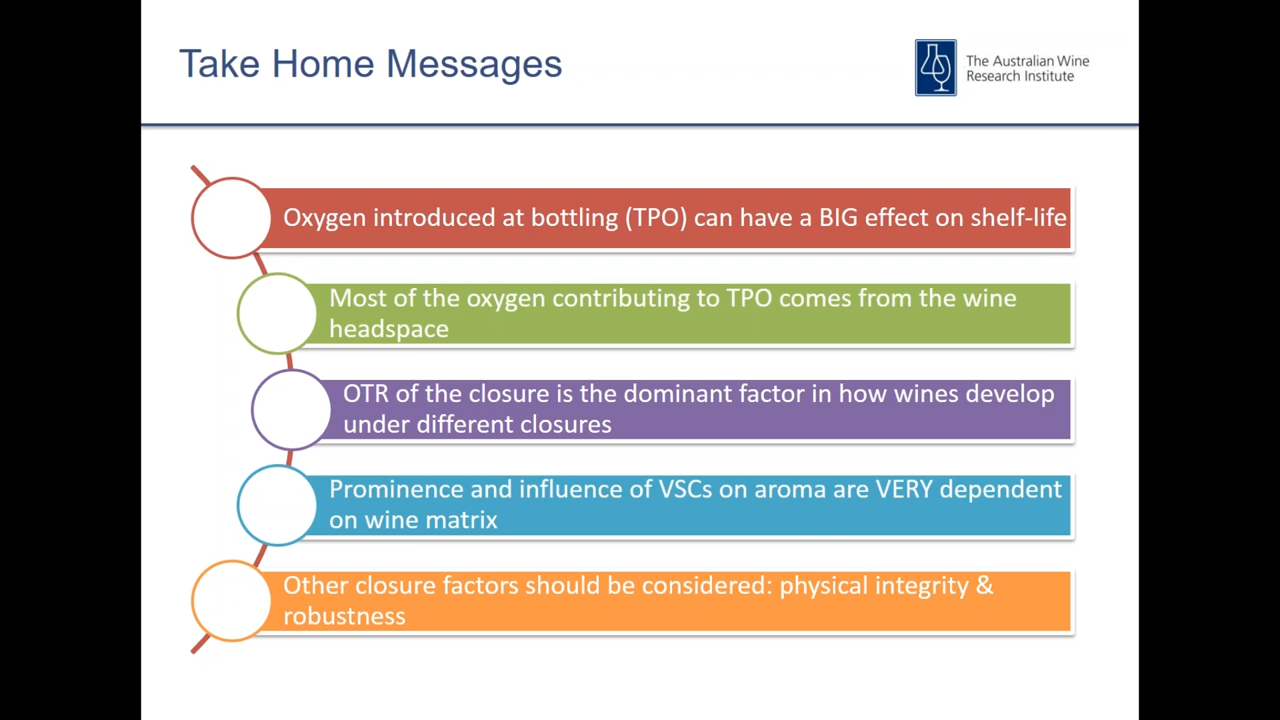 Take Home Messages
The Australian Wine
Research Institute
Oxygen introduced at bottling (TPO) can have a BIG effect on shelf-life
Most of the oxygen contributing to TPO comes from the wine
headspace
OTR of the closure is the dominant factor in how wines develop
under different closures
Prominence and influence of VSCs on aroma are VERY dependent
on wine matrix
Other closure factors should be considered: physical integrity &
robustness